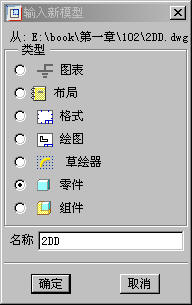 输入新模型
从: E:\book\第一章\102\2DD.dwg
类型
图表
布局
格式
绘图
草绘器
零件
组件
名称 2DD
确定 取消